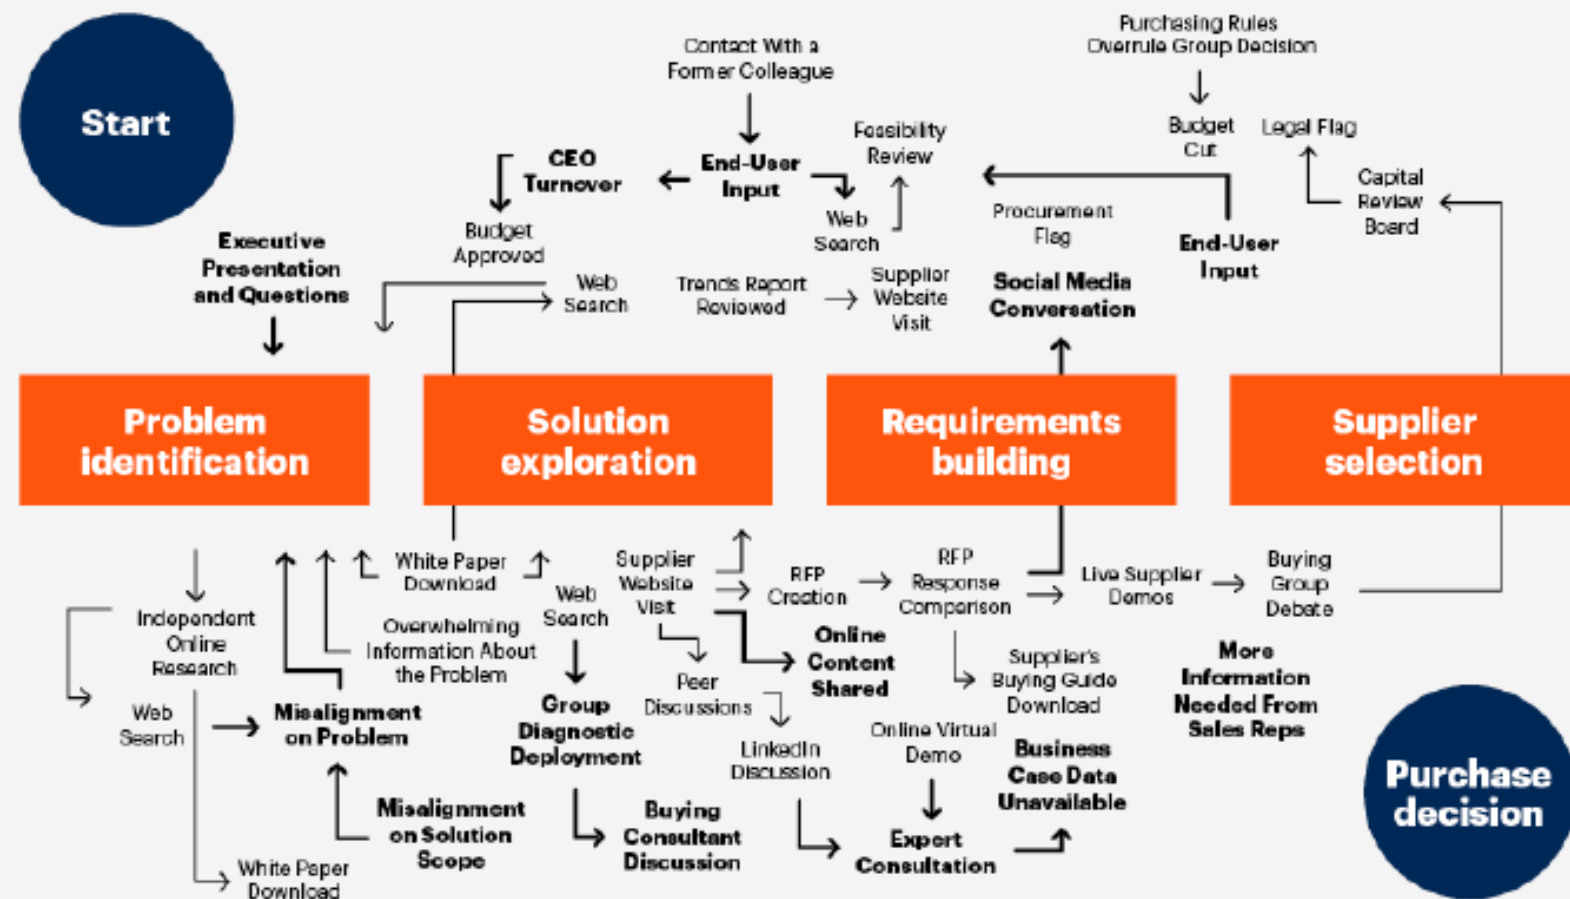 Start
Contact With a
Former Colleague
Purchasing Rules
Overrule Group Decision
CEO
Turnover
End-User
Input
Feasibility
Review
Budget
Cut
Legal Flag
Budget
Approved
Web
Search
Procurement
Flag
End-User
Input
Capital
Review
Board
Executive
Presentation
and Questions
Web
Search
Trends Report
Reviewed
Supplier
Website
Visit
Social Media
Conversation
Problem
identification
Solution
exploration
Requirements
building
Supplier
selection
Independent
Online
Research
White Paper
Download
Overwhelming
Information About
the Problem
Web
Search
Supplier
Website
Visit
RFP
Creation
RFP
Response
Comparison
Live Supplier
Demos
Buying
Group
Debate
Web
Search
Misalignment
on Problem
Group
Diagnostic
Deployment
Peer
Discussions
Online
Content
Shared
Supplier's
Buying Guide
Download
More
Information
Needed From
Sales Reps
White Paper
Download
Misalignment
on Solution
Scope
Buying
Consultant
Discussion
LinkedIn
Discussion
Online Virtual
Demo
Expert
Consultation
Business
Case Data
Unavailable
Purchase
decision